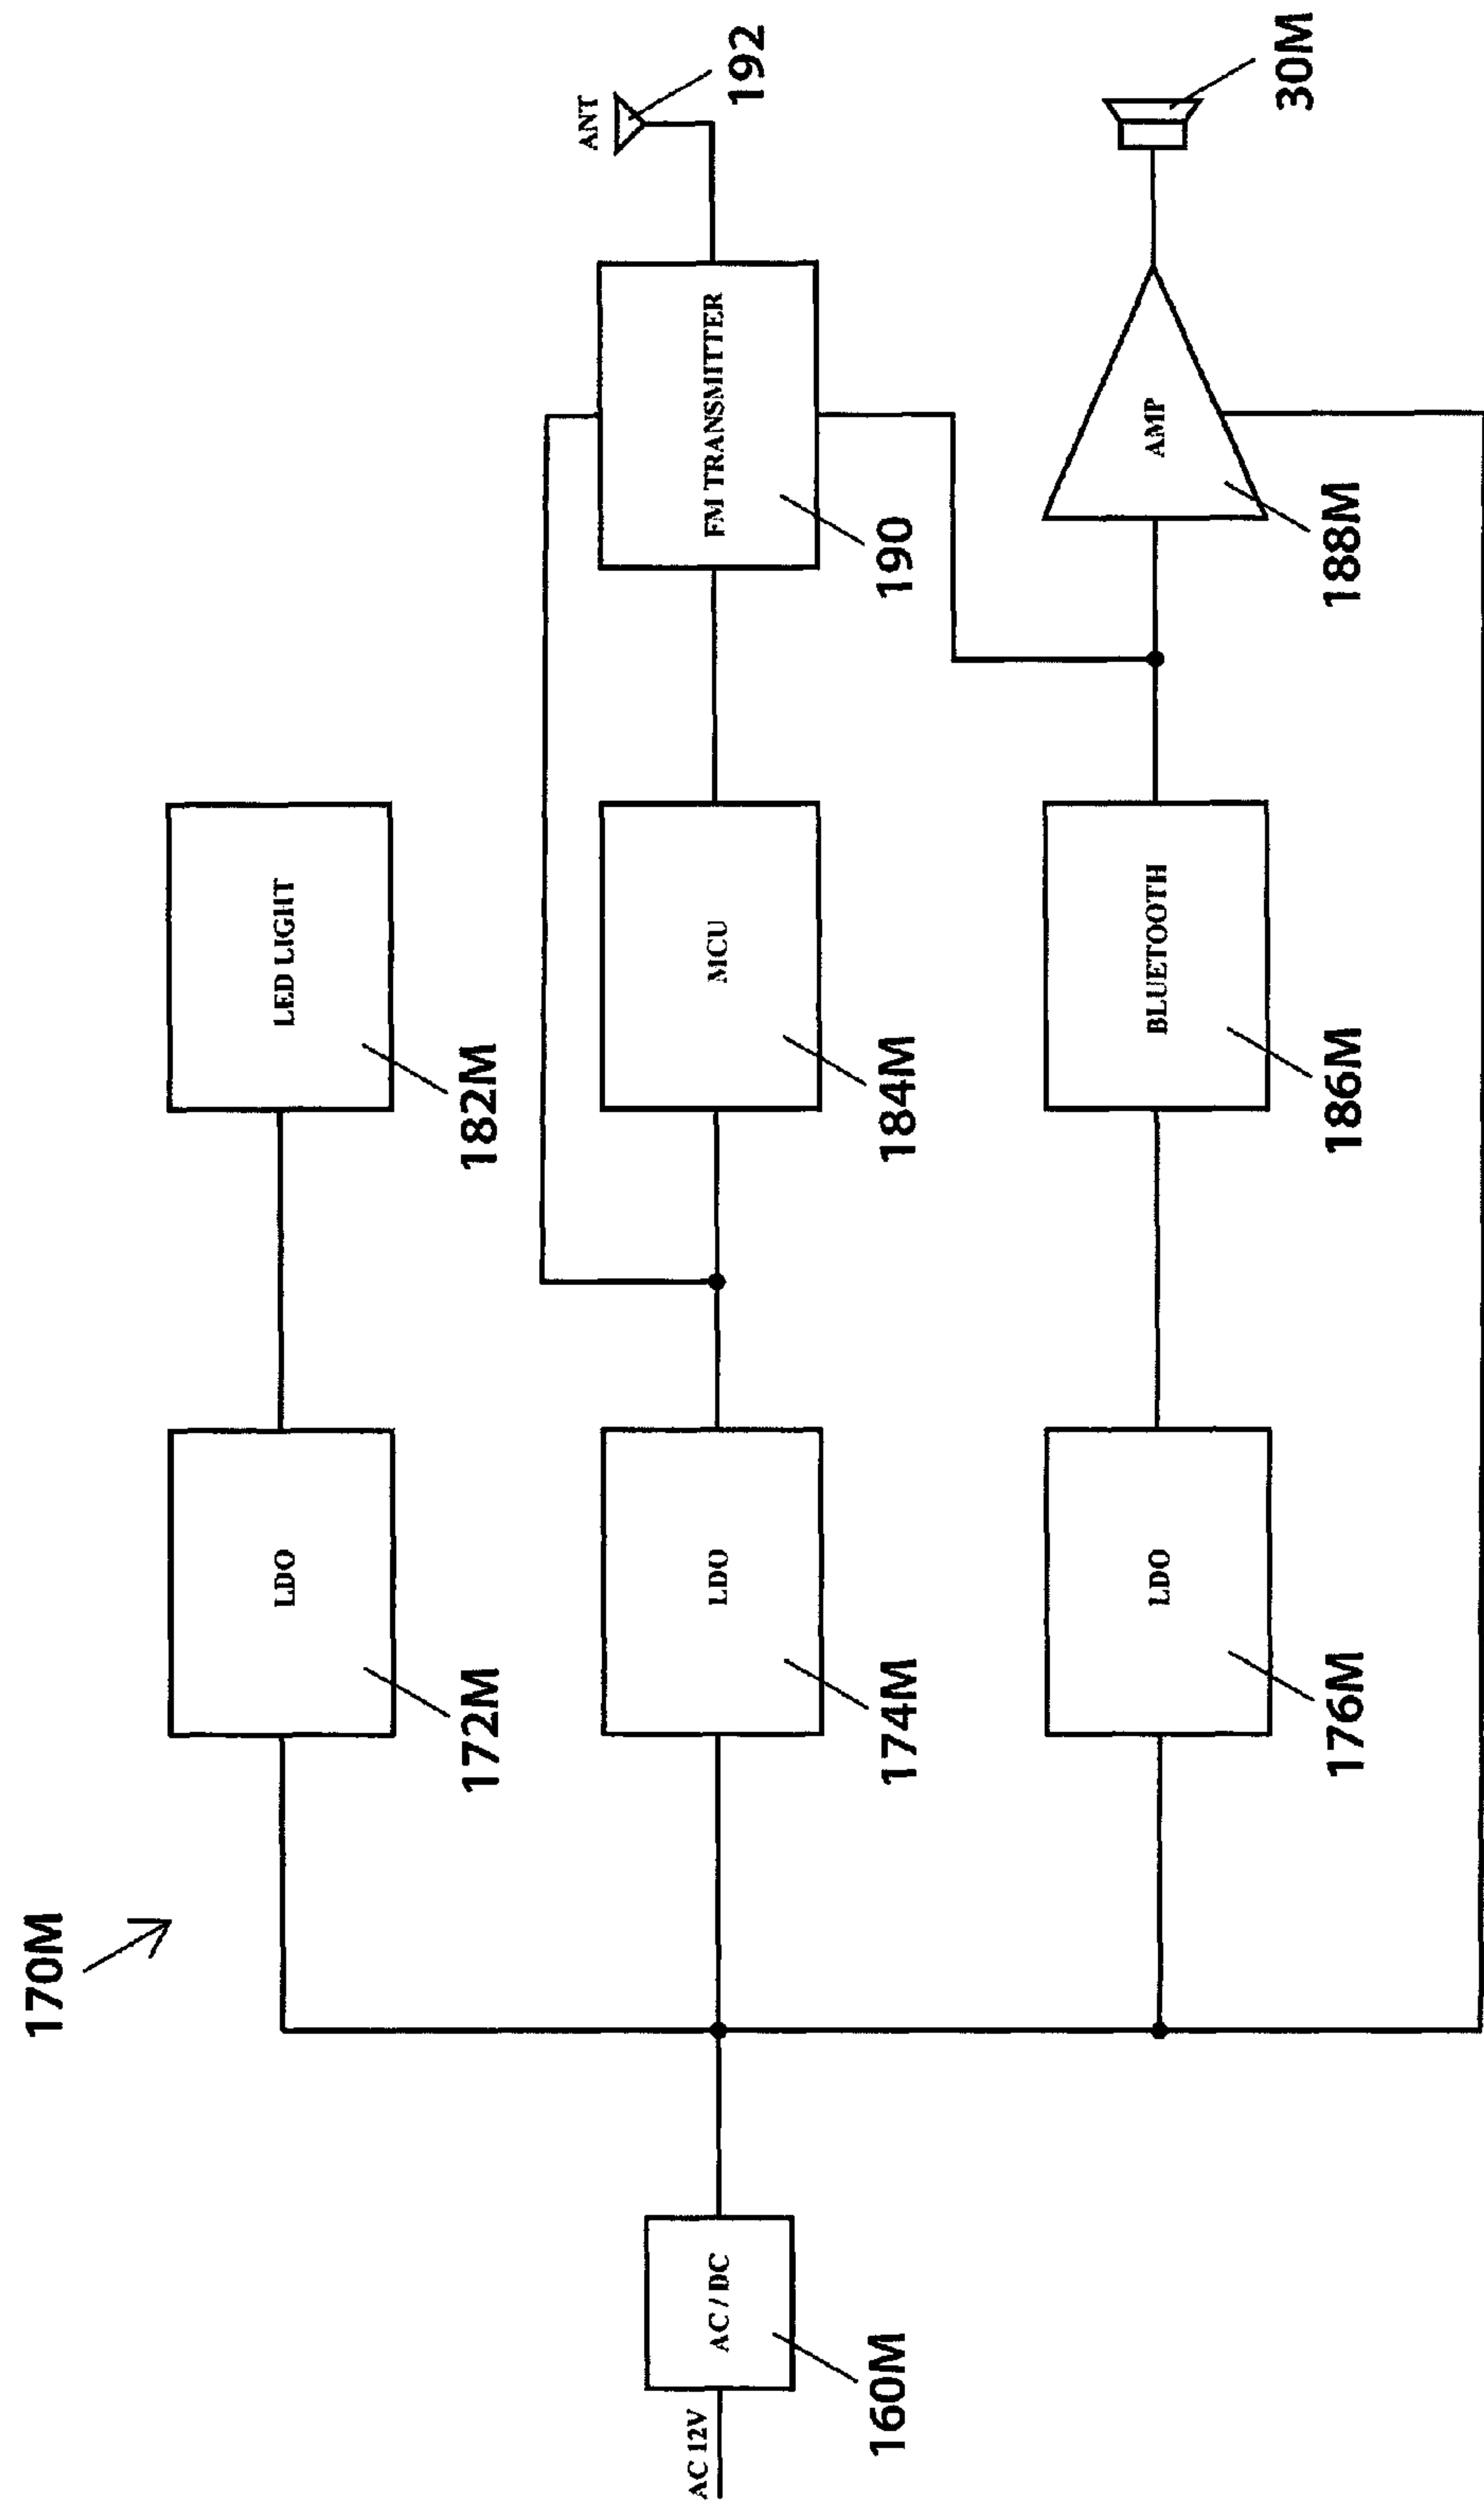 170M
LDO
172M
LED LIGHT
182M
AC 12V
AC / DC
160M
LDO
174M
MCU
184M
FM TRANSMITTER
190
ANT
192
LDO
176M
BLUETOOTH
186M
AMP
188M
30M